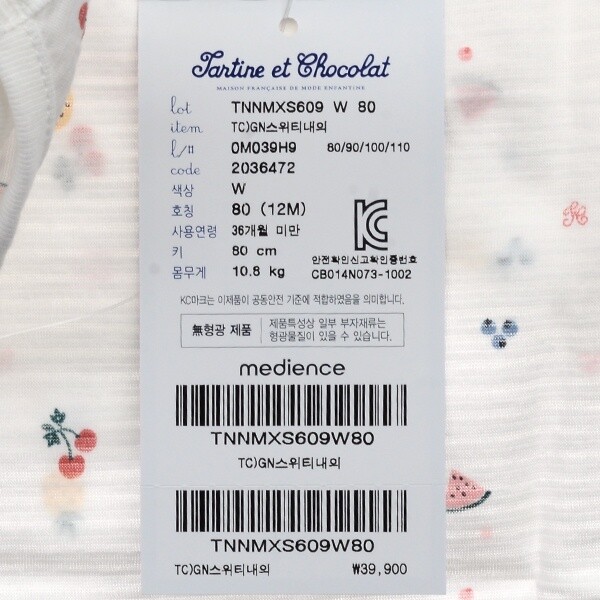 Tartine et Chocolat
MAISON FRANÇAISE DE MODE ENFANTINE
lot TNNMXS609 W 80
item TC)GN스위티내의
l/# 0M039H9 80/90/100/110
code 2036472
색상 W
호칭 80 (12M)
사용연령 36개월 미만
키 80 cm
몸무게 10.8 kg
안전확인신고확인증번호
CB014N073-1002
KC마크는 이제품이 공통안전 기준에 적합하였음을 의미합니다.
無형광 제품
제품특성상 일부 부자재류는
형광물질이 있을 수 있습니다.
medience
TNNMXS609W80
TC)GN스위티내의
TNNMXS609W80
TC)GN스위티내의 ₩39,900